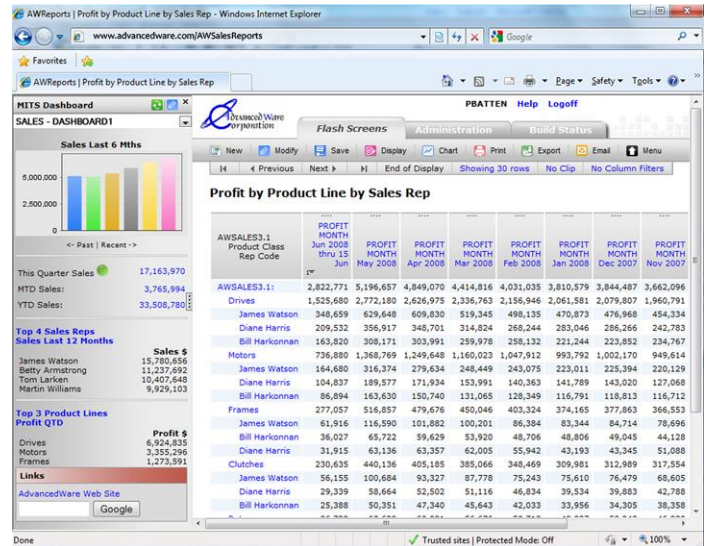 AWReports | Profit by Product Line by Sales Rep - Windows Internet Explorer
www.advancedware.com/AWSalesReports
Google
Favorites
AWReports | Profit by Product Line by Sales Rep
Page Safety Tools
MITS Dashboard
SALES - DASHBOARD1
Sales Last 6 Mths
5,000,000
2,500,000
0
<- Past | Recent ->
This Quarter Sales 17,163,970
MTD Sales: 3,765,994
YTD Sales: 33,508,780
Top 4 Sales Reps
Sales Last 12 Months
Sales $
James Watson 15,780,656
Betty Armstrong 11,237,692
Tom Larken 10,407,648
Martin Williams 9,929,103
Top 3 Product Lines
Profit QTD
Profit $
Drives 6,924,835
Motors 3,355,296
Frames 1,273,591
Links
AdvancedWare Web Site
Google
AdvancedWare
Corporation
PBATTEN Help Logoff
Flash Screens Administration Build Status
New Modify Save Display Chart Print Export Email Menu
Previous Next End of Display Showing 30 rows No Clip No Column Filters
Profit by Product Line by Sales Rep
AWSALES3.1 Product Class Rep Code
PROFIT MONTH Jun 2008 thru 15 Jun
PROFIT MONTH May 2008
PROFIT MONTH Apr 2008
PROFIT MONTH Mar 2008
PROFIT MONTH Feb 2008
PROFIT MONTH Jan 2008
PROFIT MONTH Dec 2007
PROFIT MONTH Nov 2007
AWSALES3.1: 2,822,771 5,196,657 4,849,070 4,414,816 4,031,035 3,810,579 3,844,487 3,662,096
Drives 1,525,680 2,772,180 2,626,975 2,336,763 2,156,946 2,061,581 2,079,807 1,960,791
James Watson 348,659 629,648 609,830 519,345 498,135 470,873 476,968 454,334
Diane Harris 209,532 356,917 348,701 314,824 268,244 283,046 286,266 242,783
Bill Harkonnan 163,820 308,171 303,991 259,978 258,132 221,244 223,852 234,767
Motors 736,880 1,368,769 1,249,648 1,160,023 1,047,912 993,792 1,002,170 949,614
James Watson 164,680 316,374 279,634 248,449 243,075 223,011 225,394 220,129
Diane Harris 104,837 189,577 171,934 153,991 140,363 141,789 143,020 127,068
Bill Harkonnan 86,894 163,630 150,740 131,065 128,349 116,791 118,813 116,712
Frames 277,057 516,857 479,676 450,046 403,324 374,165 377,863 366,553
James Watson 61,916 116,590 101,882 100,201 86,384 83,344 84,714 78,696
Bill Harkonnan 36,027 65,722 59,629 53,920 48,706 48,806 49,045 44,128
Diane Harris 31,915 63,136 63,357 62,005 55,942 43,193 43,345 51,088
Clutches 230,635 440,136 405,185 385,066 348,469 309,981 312,989 317,554
James Watson 56,155 100,684 93,327 87,778 75,243 75,610 76,479 68,605
Diane Harris 29,339 58,664 52,502 51,116 46,834 39,534 39,883 42,788
Bill Harkonnan 25,388 50,351 47,340 45,643 42,033 33,956 34,305 38,358
Done
Trusted sites | Protected Mode: Off
100%